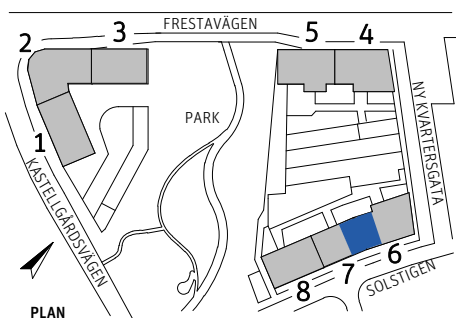 FRESTAVÄGEN
2
3
5
4
1
PARK
NY KVARTERSGATA
KASTELLGÅRDSVÄGEN
6
7
8
SOLSTIGEN
PLAN